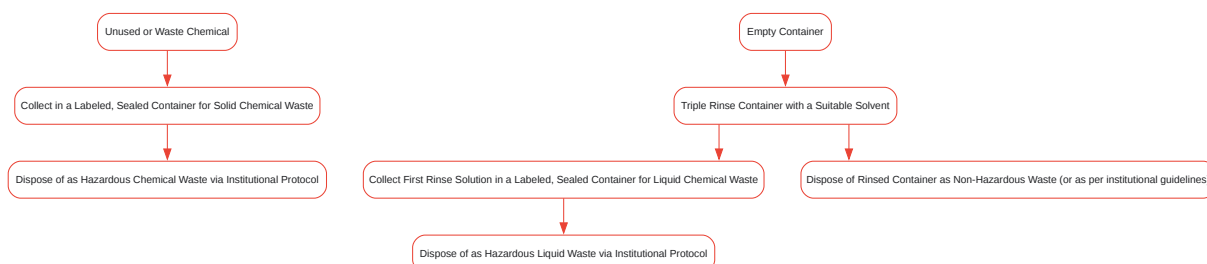 Unused or Waste Chemical
Empty Container
Collect in a Labeled, Sealed Container for Solid Chemical Waste
Triple Rinse Container with a Suitable Solvent
Dispose of as Hazardous Chemical Waste via Institutional Protocol
Collect First Rinse Solution in a Labeled, Sealed Container for Liquid Chemical Waste
Dispose of Rinsed Container as Non-Hazardous Waste (or as per institutional guidelines
Dispose of as Hazardous Liquid Waste via Institutional Protocol